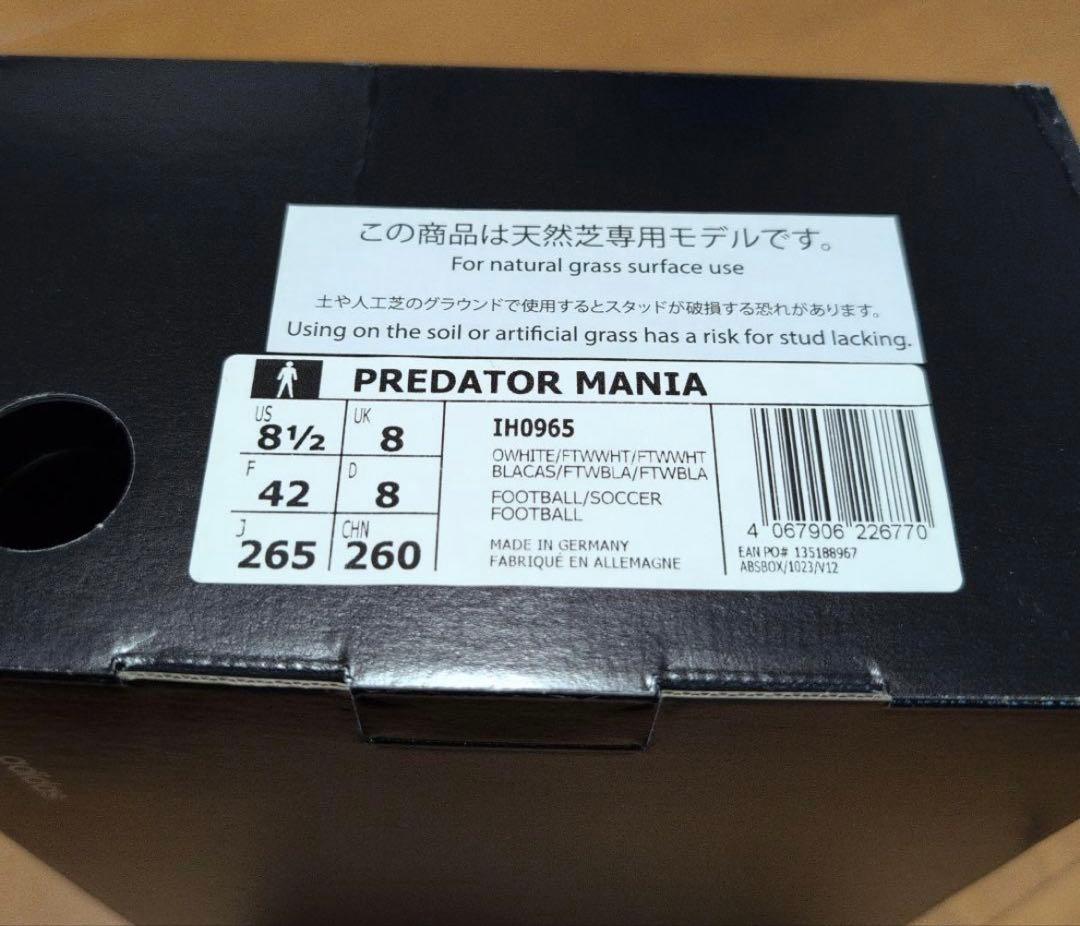 この商品は天然芝専用モデルです。
For natural grass surface use
土や人工芝のグラウンドで使用するとスタッドが破損する恐れがあります。
Using on the soil or artificial grass has a risk for stud lacking.
PREDATOR MANIA
US 8½
UK 8
F 42
D 8
J 265
CHN 260
IH0965
OWHITE/FTWWHT/FTWWHT
BLACAS/FTWBLA/FTWBLA
FOOTBALL/SOCCER
FOOTBALL
MADE IN GERMANY
FABRIQUÉ EN ALLEMAGNE
4 067906 226770
EAN PO# 135188967
ABSBOX/1023/V12
adidas